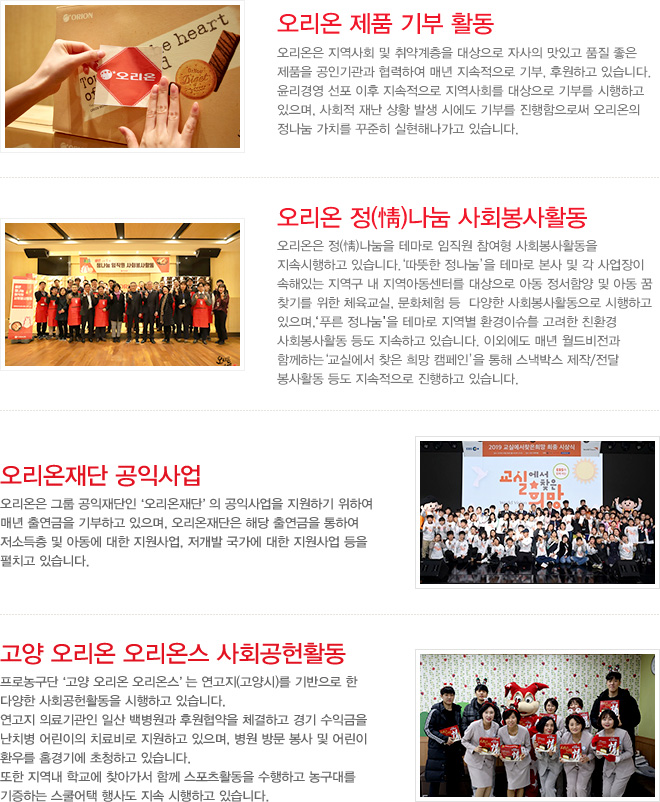 ORION
the heart
오리온
오리온 제품 기부 활동
오리온은 지역사회 및 취약계층을 대상으로 자사의 맛있고 품질 좋은
제품을 공인기관과 협력하여 매년 지속적으로 기부, 후원하고 있습니다.
윤리경영 선포 이후 지속적으로 지역사회를 대상으로 기부를 시행하고
있으며, 사회적 재난 상황 발생 시에도 기부를 진행함으로써 오리온의
정나눔 가치를 꾸준히 실현해나가고 있습니다.
오리온 정(情)나눔 사회봉사활동
오리온은 정(情)나눔을 테마로 임직원 참여형 사회봉사활동을
지속시행하고 있습니다. ‘따뜻한 정나눔’을 테마로 본사 및 각 사업장이
속해있는 지역구 내 지역아동센터를 대상으로 아동 정서함양 및 아동 꿈
찾기를 위한 체육교실, 문화체험 등 다양한 사회봉사활동으로 시행하고
있으며,‘푸른 정나눔'을 테마로 지역별 환경이슈를 고려한 친환경
사회봉사활동 등도 지속하고 있습니다. 이외에도 매년 월드비전과
함께하는 ‘교실에서 찾은 희망 캠페인’을 통해 스낵박스 제작/전달
봉사활동 등도 지속적으로 진행하고 있습니다.
정나눔 임직원 사회봉사활동
오리온재단 공익사업
오리온은 그룹 공익재단인 ‘오리온재단’ 의 공익사업을 지원하기 위하여
매년 출연금을 기부하고 있으며, 오리온재단은 해당 출연금을 통하여
저소득층 및 아동에 대한 지원사업, 저개발 국가에 대한 지원사업 등을
펼치고 있습니다.
2019 교실에서찾은희망 최종 시상식
교실에서
찾은
희망
고양 오리온 오리온스 사회공헌활동
프로농구단 ‘고양 오리온 오리온스’ 는 연고지(고양시)를 기반으로 한
다양한 사회공헌활동을 시행하고 있습니다.
연고지 의료기관인 일산 백병원과 후원협약을 체결하고 경기 수익금을
난치병 어린이의 치료비로 지원하고 있으며, 병원 방문 봉사 및 어린이
환우를 홈경기에 초청하고 있습니다.
또한 지역내 학교에 찾아가서 함께 스포츠활동을 수행하고 농구대를
기증하는 스쿨어택 행사도 지속 시행하고 있습니다.